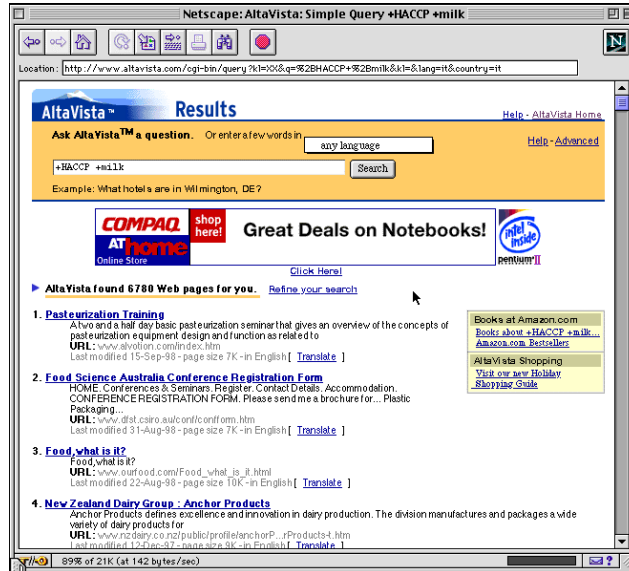 Netscape: AltaVista: Simple Query +HACCP +milk
N
Location: http://www.altavista.com/cgi-bin/query?kl=XX&q=%2BHACCP+%2Bmilk&kl=&lang=it&country=it
AltaVista™ Results
Help - AltaVista Home
Ask AltaVista™ a question. Or enter a few words in
any language
Help - Advanced
+HACCP +milk
Search
Example: What hotels are in Wilmington, DE?
COMPAQ
shop here!
AT home
Online Store
Great Deals on Notebooks!
intel inside
pentium II
Click Here!
AltaVista found 6780 Web pages for you. Refine your search
1. Pasteurization Training
A two and a half day basic pasteurization seminar that gives an overview of the concepts of
pasteurization equipment design and function as related to
URL: www.alvotion.com/index.htm
Last modified 15-Sep-98 - page size 7K - in English [ Translate ]
Books at Amazon.com
Books about +HACCP +milk...
Amazon.com Bestsellers
AltaVista Shopping
Visit our new Holiday
Shopping Guide
2. Food Science Australia Conference Registration Form
HOME. Conferences & Seminars. Register. Contact Details. Accommodation.
CONFERENCE REGISTRATION FORM. Please send me a brochure for... Plastic
Packaging...
URL: www.dfst.csiro.au/conf/confform.htm
Last modified 31-Aug-98 - page size 7K - in English [ Translate ]
3. Food,what is it?
Food,what is it?
URL: www.ourfood.com/Food_what_is_it.html
Last modified 22-Aug-98 - page size 10K - in English [ Translate ]
4. New Zealand Dairy Group : Anchor Products
Anchor Products defines excellence and innovation in dairy production. The division manufactures and packages a wide
variety of dairy products for
URL: www.nzdairy.co.nz/public/profile/anchorP...rProducts-t.htm
Last modified 12-Dec-97 - page size 9K - in English [ Translate ]
89% of 21K (at 142 bytes/sec)